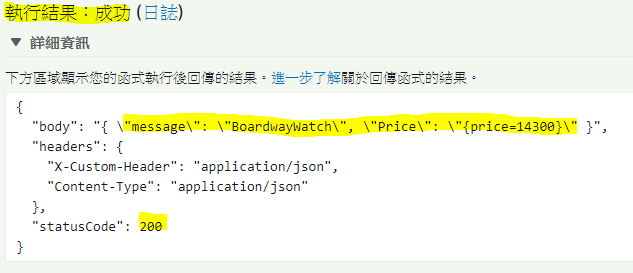 執行結果：成功 (日誌)
▼ 詳細資訊
下方區域顯示您的函式執行後回傳的結果。進一步了解關於回傳函式的結果。
{
  "body": "{ \"message\": \"BoardwayWatch\", \"Price\": \"{price=14300}\" }",
  "headers": {
    "X-Custom-Header": "application/json",
    "Content-Type": "application/json"
  },
  "statusCode": 200
}